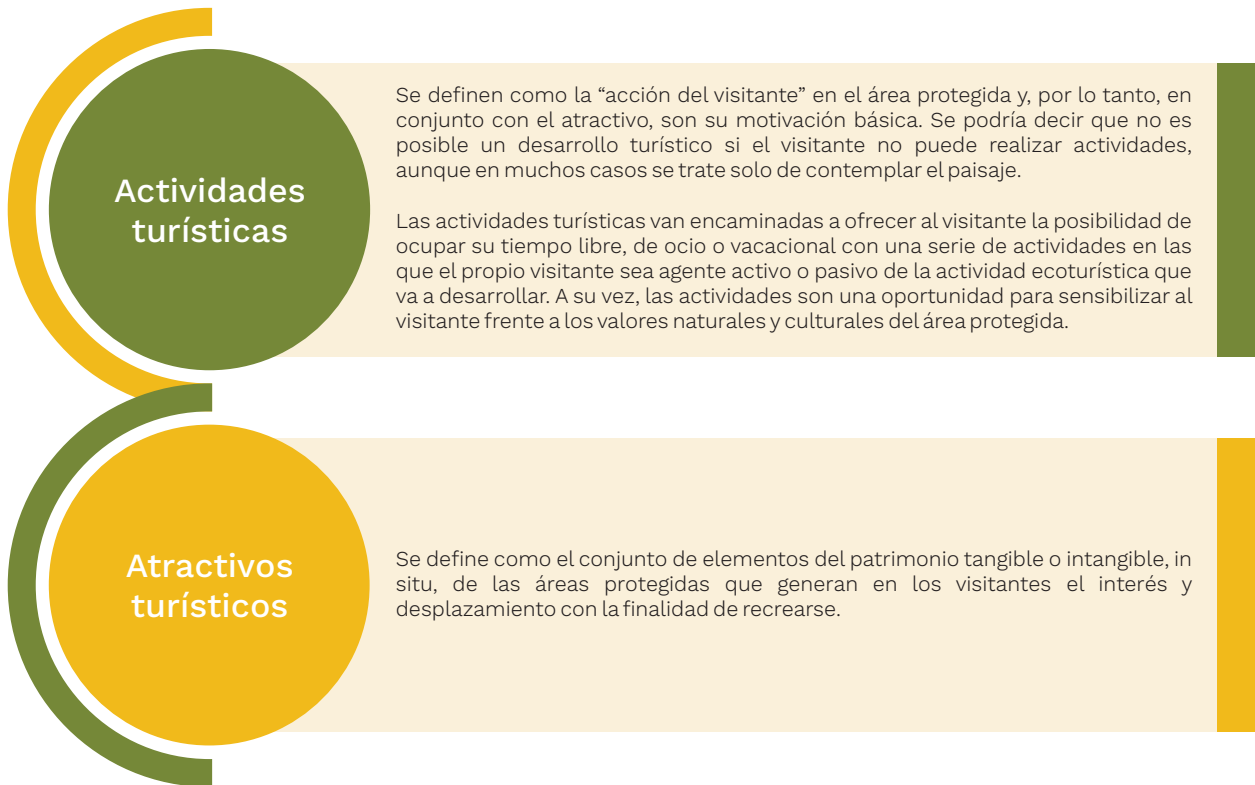 Actividades
turísticas
Se definen como la “acción del visitante” en el área protegida y, por lo tanto, en
conjunto con el atractivo, son su motivación básica. Se podría decir que no es
posible un desarrollo turístico si el visitante no puede realizar actividades,
aunque en muchos casos se trate solo de contemplar el paisaje.
Las actividades turísticas van encaminadas a ofrecer al visitante la posibilidad de
ocupar su tiempo libre, de ocio o vacacional con una serie de actividades en las
que el propio visitante sea agente activo o pasivo de la actividad ecoturística que
va a desarrollar. A su vez, las actividades son una oportunidad para sensibilizar al
visitante frente a los valores naturales y culturales del área protegida.
Atractivos
turísticos
Se define como el conjunto de elementos del patrimonio tangible o intangible, in
situ, de las áreas protegidas que generan en los visitantes el interés y
desplazamiento con la finalidad de recrearse.